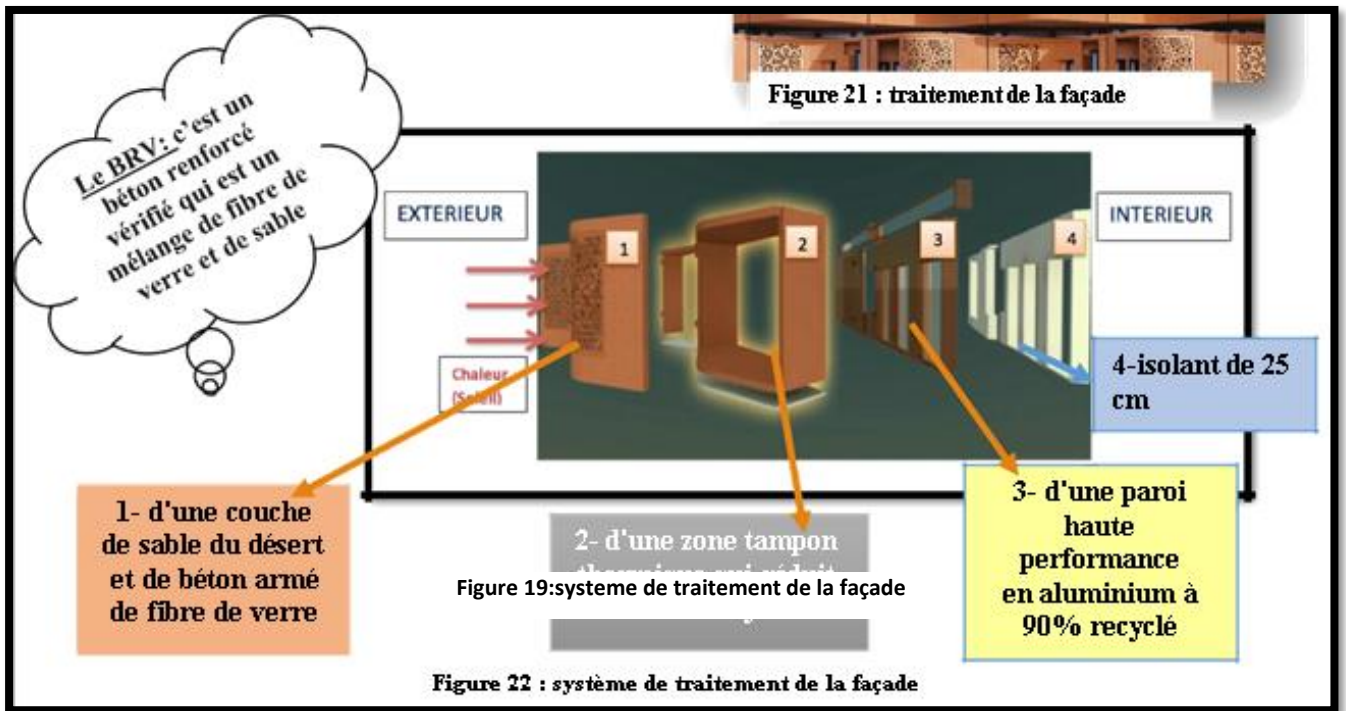 Figure 21 : traitement de la façade
Le BRV: c'est un
béton renforcé
vérifié qui est un
mélange de fibre de
verre et de sable
EXTERIEUR
INTÉRIEUR
1
2
3
4
Chaleur
(Soleil)
4-isolant de 25
cm
1- d'une couche
de sable du désert
et de béton armé
de fibre de verre
2- d'une zone tampon
3- d'une paroi
haute
performance
en aluminium à
90% recyclé
Figure 19:systeme de traitement de la façade
Figure 22 : système de traitement de la façade